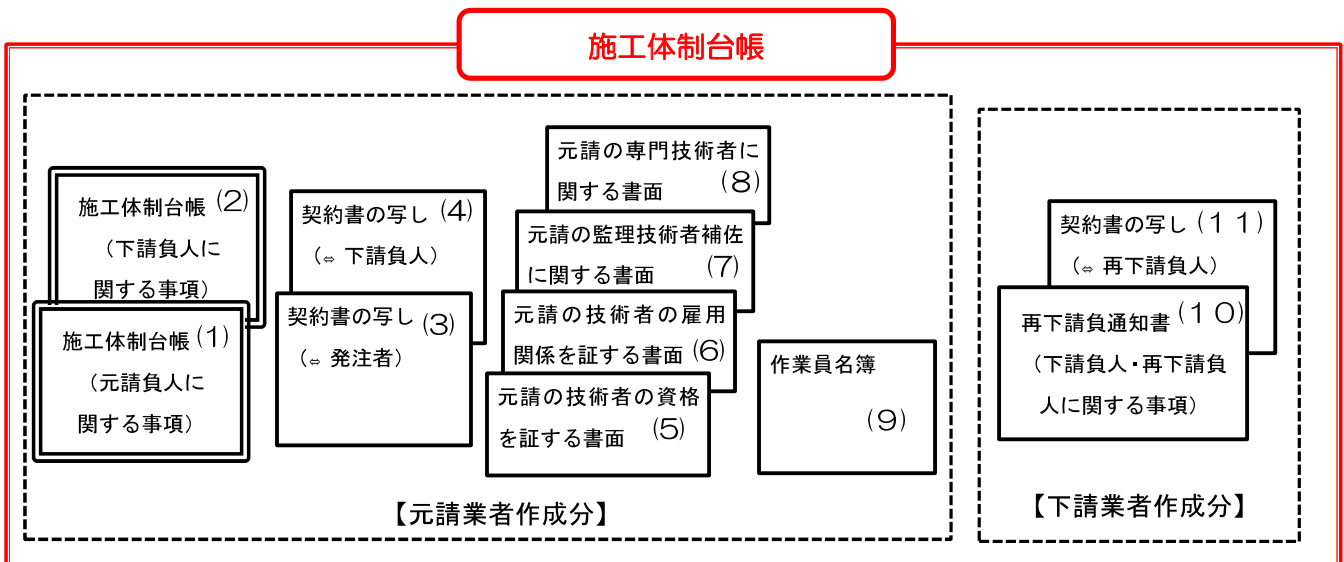 施工体制台帳
施工体制台帳 (2)
(下請負人に
関する事項)
施工体制台帳 (1)
(元請負人に
関する事項)
契約書の写し (4)
(⇔ 下請負人)
契約書の写し (3)
(⇔ 発注者)
元請の専門技術者に
関する書面 (8)
元請の監理技術者補佐
に関する書面 (7)
元請の技術者の雇用
関係を証する書面 (6)
元請の技術者の資格
を証する書面 (5)
作業員名簿
(9)
【元請業者作成分】
契約書の写し (11)
(⇔ 再下請負人)
再下請負通知書 (10)
(下請負人・再下請負
人に関する事項)
【下請業者作成分】